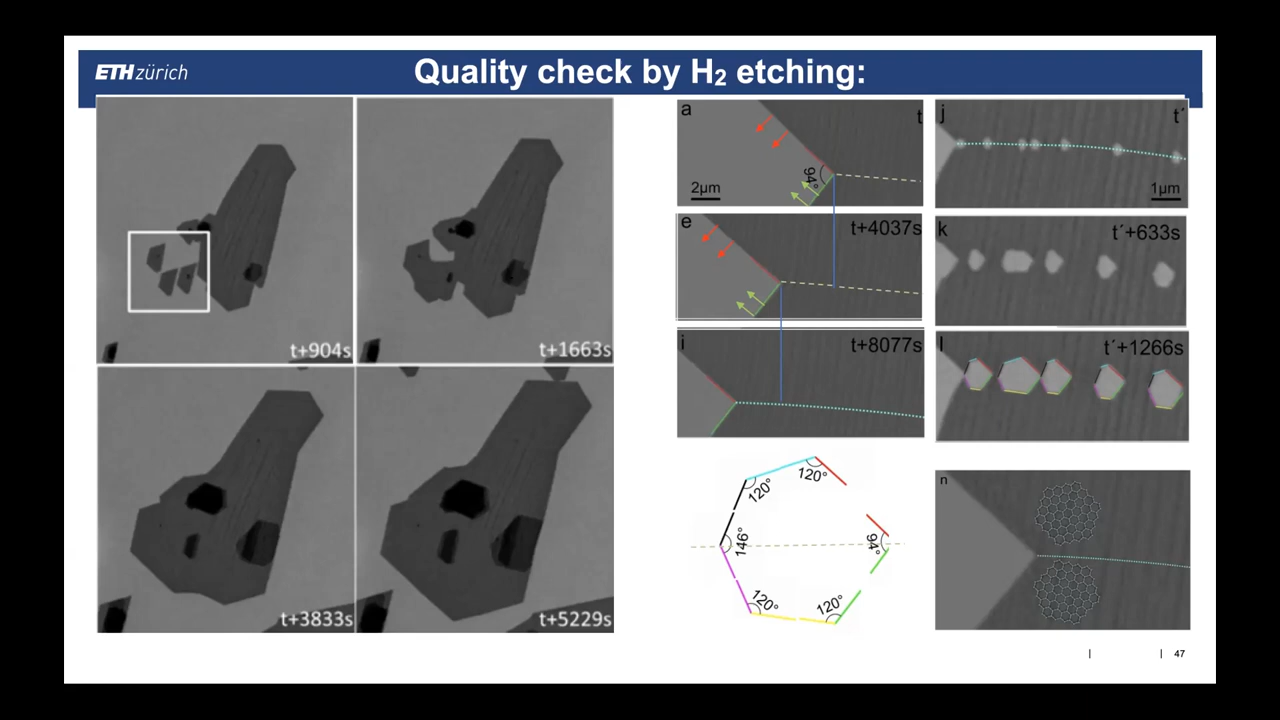 ETH zürich
Quality check by H₂ etching:
t+904s
t+1663s
t+3833s
t+5229s
a
t
94°
2μm
e
t+4037s
i
t+8077s
j
t´
1μm
k
t´+633s
l
t´+1266s
120°
120°
146°
94°
120°
120°
n
| | 47